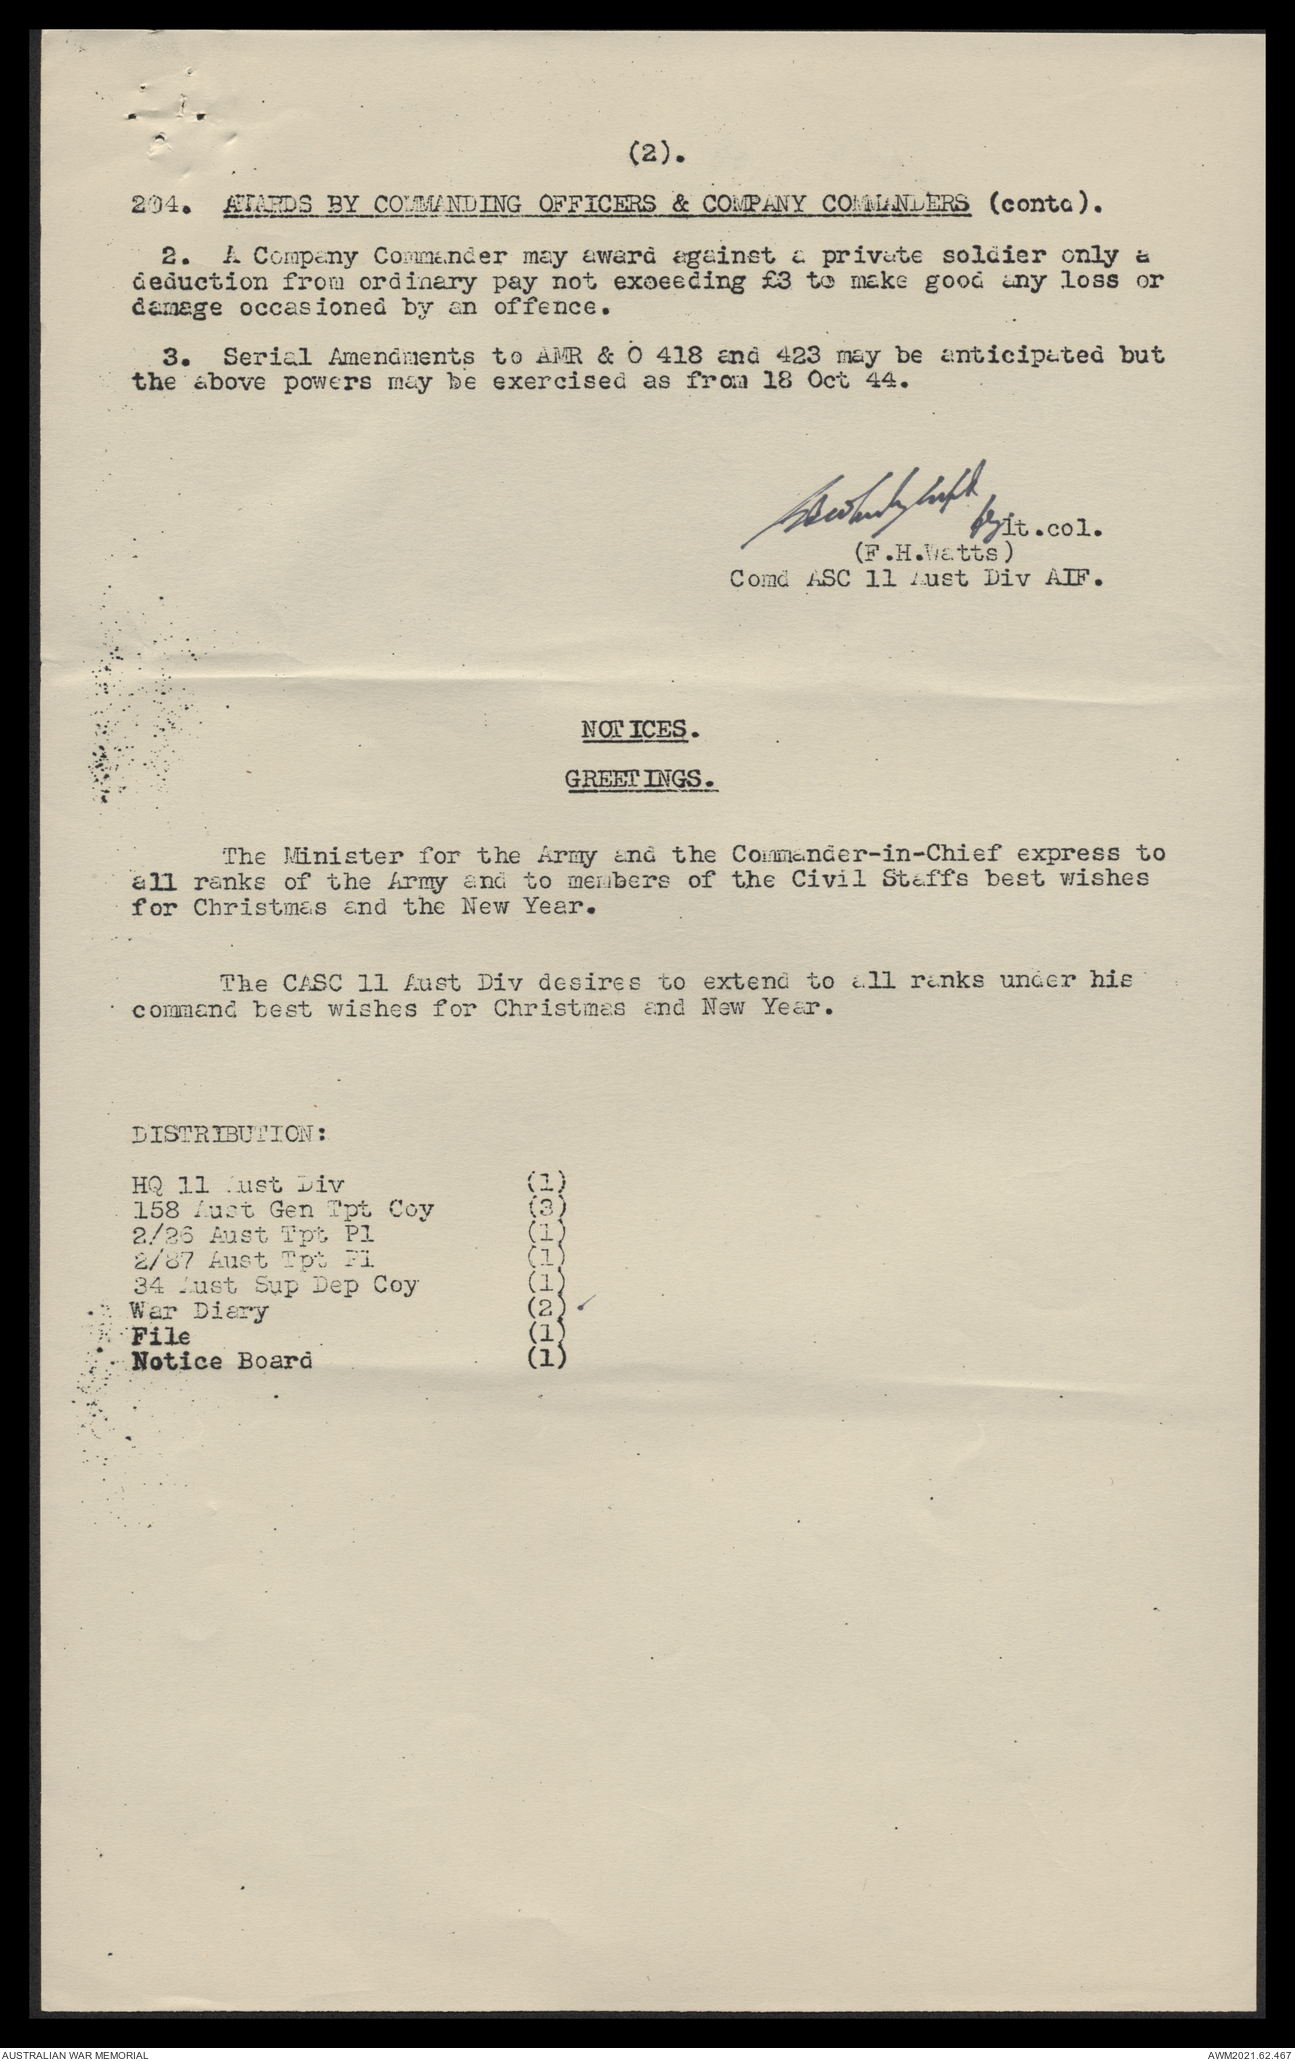 (2).
204. AWARDS BY COMMANDING OFFICERS & COMPANY COMMANDERS (contd).
2. A Company Commander may award against a private soldier only a
deduction from ordinary pay not exceeding £3 to make good any loss or
damage occasioned by an offence.
3. Serial Amendments to AMR & O 418 and 423 may be anticipated but
the above powers may be exercised as from 18 Oct 44.
lt.col.
(F.H.Watts)
Comd ASC 11 Aust Div AIF.
NOTICES.
GREETINGS.
The Minister for the Army and the Commander-in-Chief express to
all ranks of the Army and to members of the Civil Staffs best wishes
for Christmas and the New Year.
The CASC 11 Aust Div desires to extend to all ranks under his
command best wishes for Christmas and New Year.
DISTRIBUTION:
HQ 11 Aust Div (1)
158 Aust Gen Tpt Coy (3)
2/26 Aust Tpt Pl (1)
2/87 Aust Tpt Pl (1)
34 Aust Sup Dep Coy (1)
War Diary (2) ✓
File (1)
Notice Board (1)
AUSTRALIAN WAR MEMORIAL
AWM2021.62.467